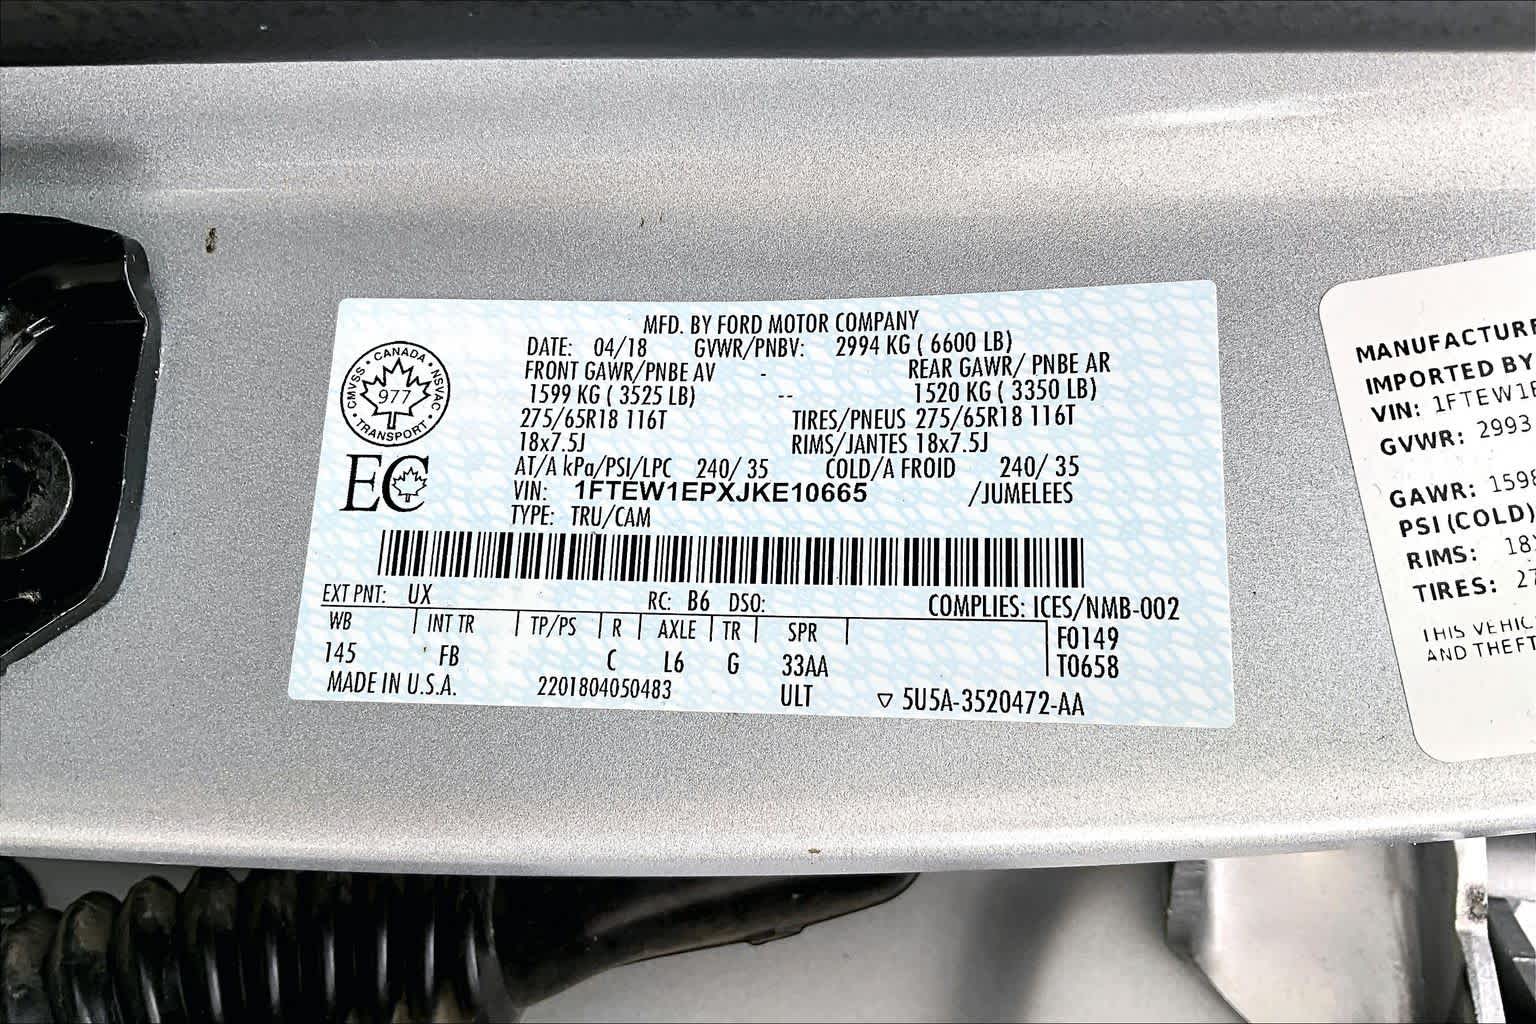 MFD. BY FORD MOTOR COMPANY
DATE: 04/18 GVWR/PNBV: 2994 KG ( 6600 LB)
FRONT GAWR/PNBE AV - REAR GAWR/ PNBE AR
1599 KG ( 3525 LB) -- 1520 KG ( 3350 LB)
275/65R18 116T TIRES/PNEUS 275/65R18 116T
18x7.5J RIMS/JANTES 18x7.5J
AT/A kPa/PSI/LPC 240/ 35 COLD/A FROID 240/ 35
VIN: 1FTEW1EPXJKE10665 /JUMELEES
TYPE: TRU/CAM
CANADA
CMVSS 977 NSVAC
TRANSPORT
EC
EXT PNT: UX RC: B6 DSO: COMPLIES: ICES/NMB-002
WB INT TR TP/PS R AXLE TR SPR F0149
145 FB C L6 G 33AA T0658
MADE IN U.S.A. 2201804050483 ULT ▽ 5U5A-3520472-AA
MANUFACTURE
IMPORTED BY
VIN: 1FTEW1E
GVWR: 2993
GAWR: 1598
PSI (COLD)
RIMS: 18
TIRES: 27
THIS VEHIC
AND THEFT